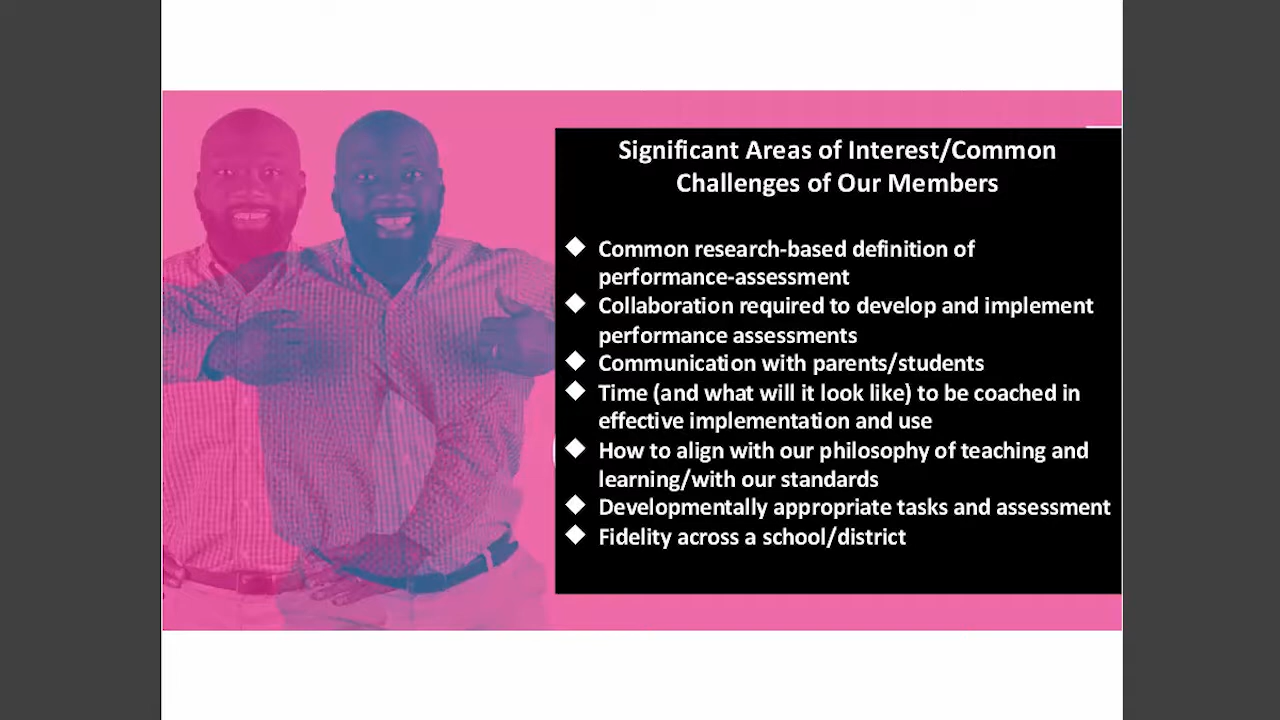 Significant Areas of Interest/Common
Challenges of Our Members
◆ Common research-based definition of
performance-assessment
◆ Collaboration required to develop and implement
performance assessments
◆ Communication with parents/students
◆ Time (and what will it look like) to be coached in
effective implementation and use
◆ How to align with our philosophy of teaching and
learning/with our standards
◆ Developmentally appropriate tasks and assessment
◆ Fidelity across a school/district